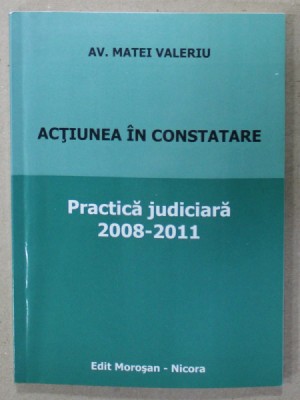 AV. MATEI VALERIU
ACŢIUNEA ÎN CONSTATARE
Practică judiciară
2008-2011
Edit Moroşan - Nicora